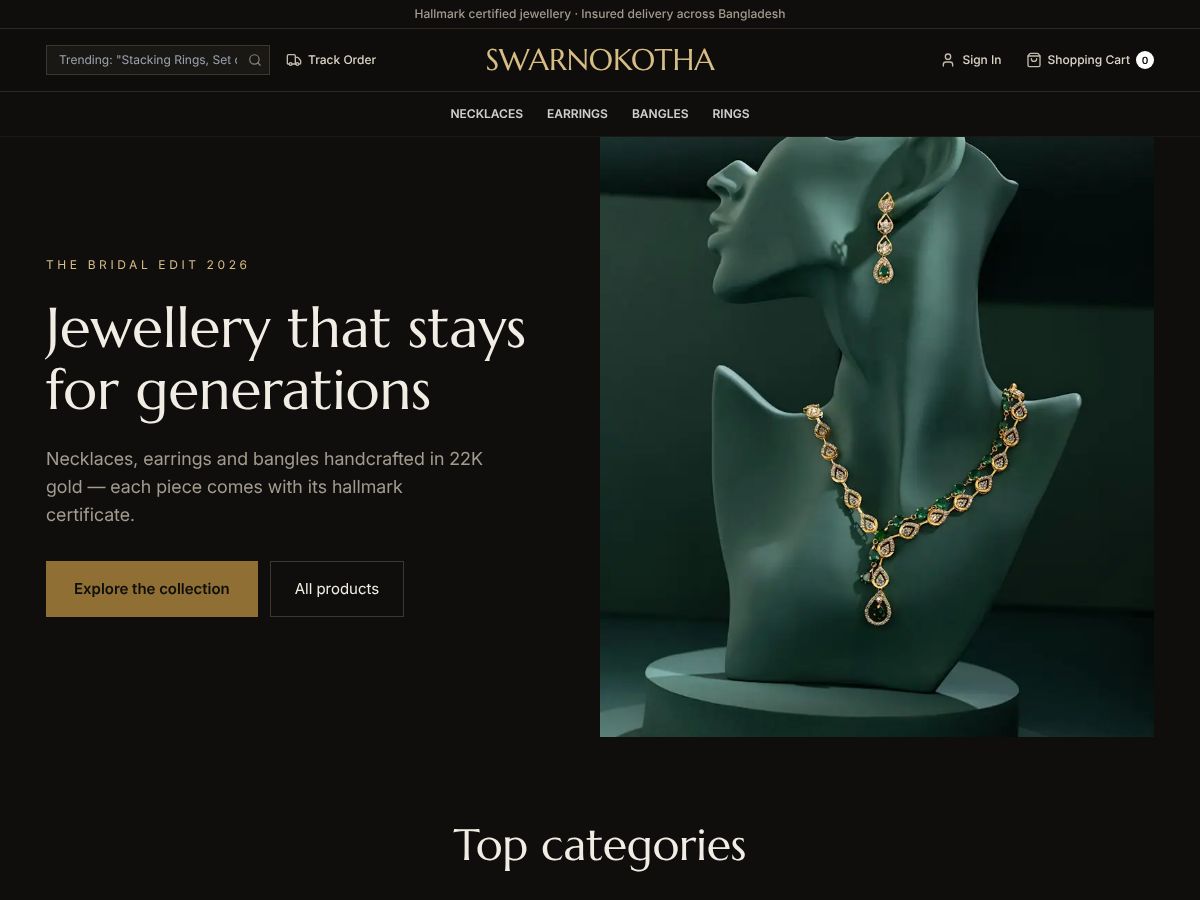 Hallmark certified jewellery · Insured delivery across Bangladesh
Trending: "Stacking Rings, Set
Track Order
SWARNOKOTHA
Sign In
Shopping Cart 0
NECKLACES EARRINGS BANGLES RINGS
THE BRIDAL EDIT 2026
Jewellery that stays
for generations
Necklaces, earrings and bangles handcrafted in 22K
gold — each piece comes with its hallmark
certificate.
Explore the collection
All products
Top categories